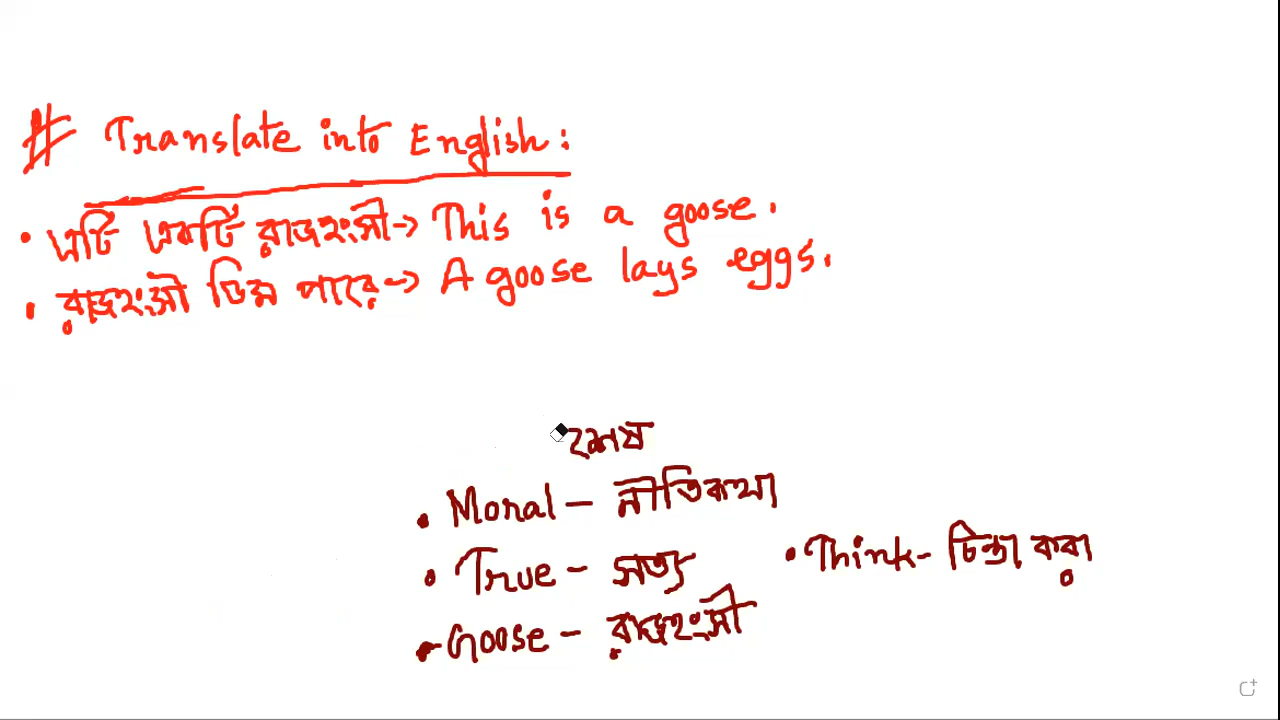 # Translate into English:
• এটি একটি রাজহংসী→ This is a goose.
• রাজহংসী ডিম্ন পারে→ A goose lays eggs.
শেষ
• Moral – নীতিকথা
• True – সত্য
• Think – চিন্তা করা
• Goose – রাজহংসী